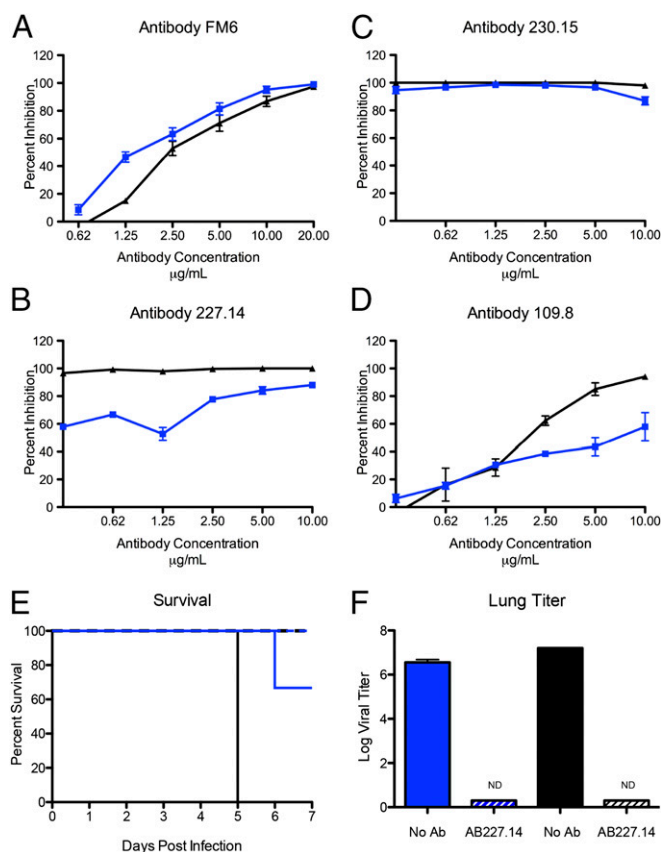 A
Antibody FM6
Percent Inhibition
120
100
80
60
40
20
0
0.62 1.25 2.50 5.00 10.00 20.00
Antibody Concentration
μg/mL
C
Antibody 230.15
Percent Inhibition
120
100
80
60
40
20
0
0.62 1.25 2.50 5.00 10.00
Antibody Concentration
μg/mL
B
Antibody 227.14
Percent Inhibition
120
100
80
60
40
20
0
0.62 1.25 2.50 5.00 10.00
Antibody Concentration
μg/mL
D
Antibody 109.8
Percent Inhibition
120
100
80
60
40
20
0
0.62 1.25 2.50 5.00 10.00
Antibody Concentration
μg/mL
E
Survival
Percent Survival
100
80
60
40
20
0
0 1 2 3 4 5 6 7
Days Post Infection
F
Lung Titer
Log Viral Titer
8
6
4
2
0
ND
ND
No Ab AB227.14 No Ab AB227.14